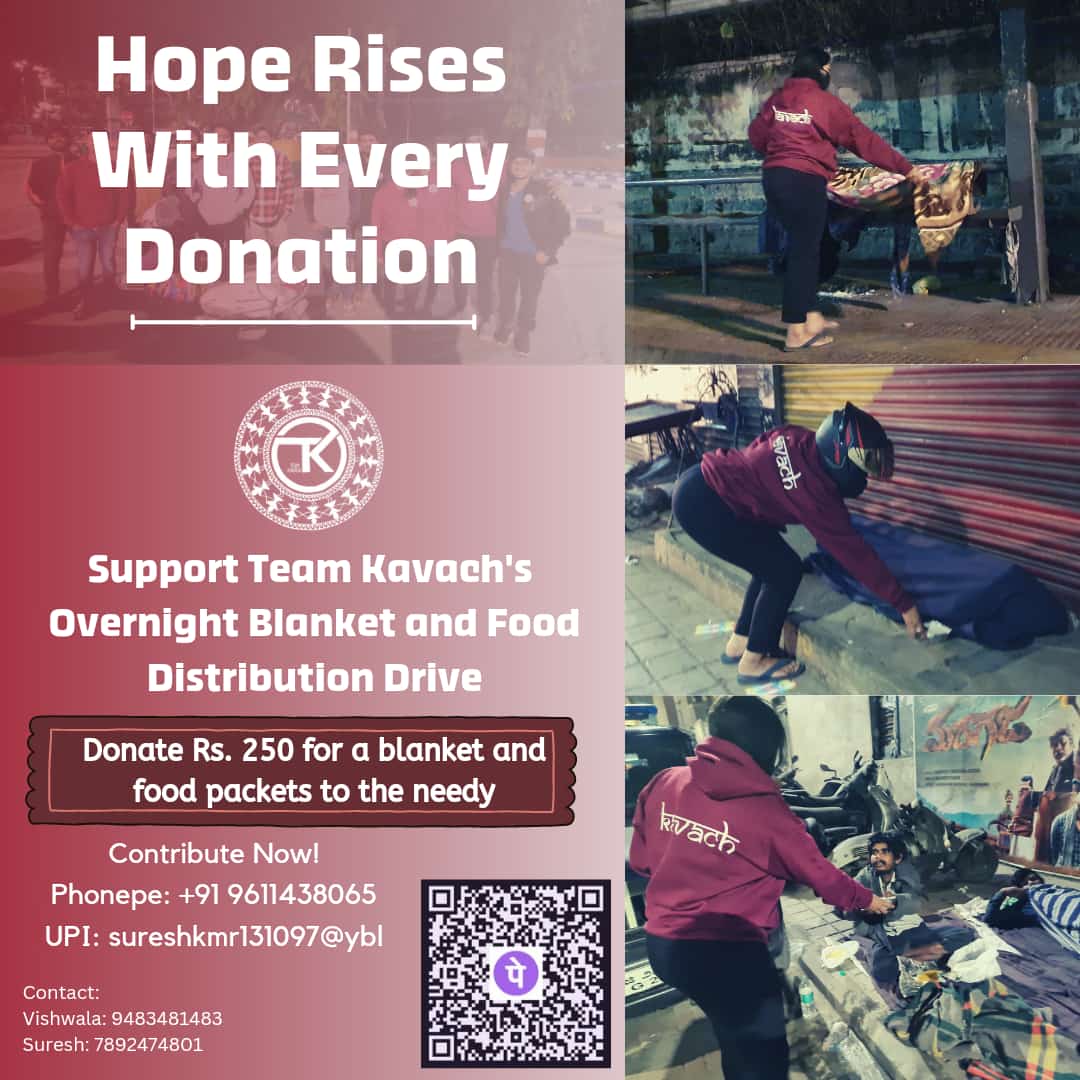 Hope Rises
With Every
Donation
TK
Support Team Kavach's
Overnight Blanket and Food
Distribution Drive
Donate Rs. 250 for a blanket and
food packets to the needy
Contribute Now!
Phonepe: +91 9611438065
UPI: sureshkmr131097@ybl
पे
Contact:
Vishwala: 9483481483
Suresh: 7892474801
kavach
kavach
kavach